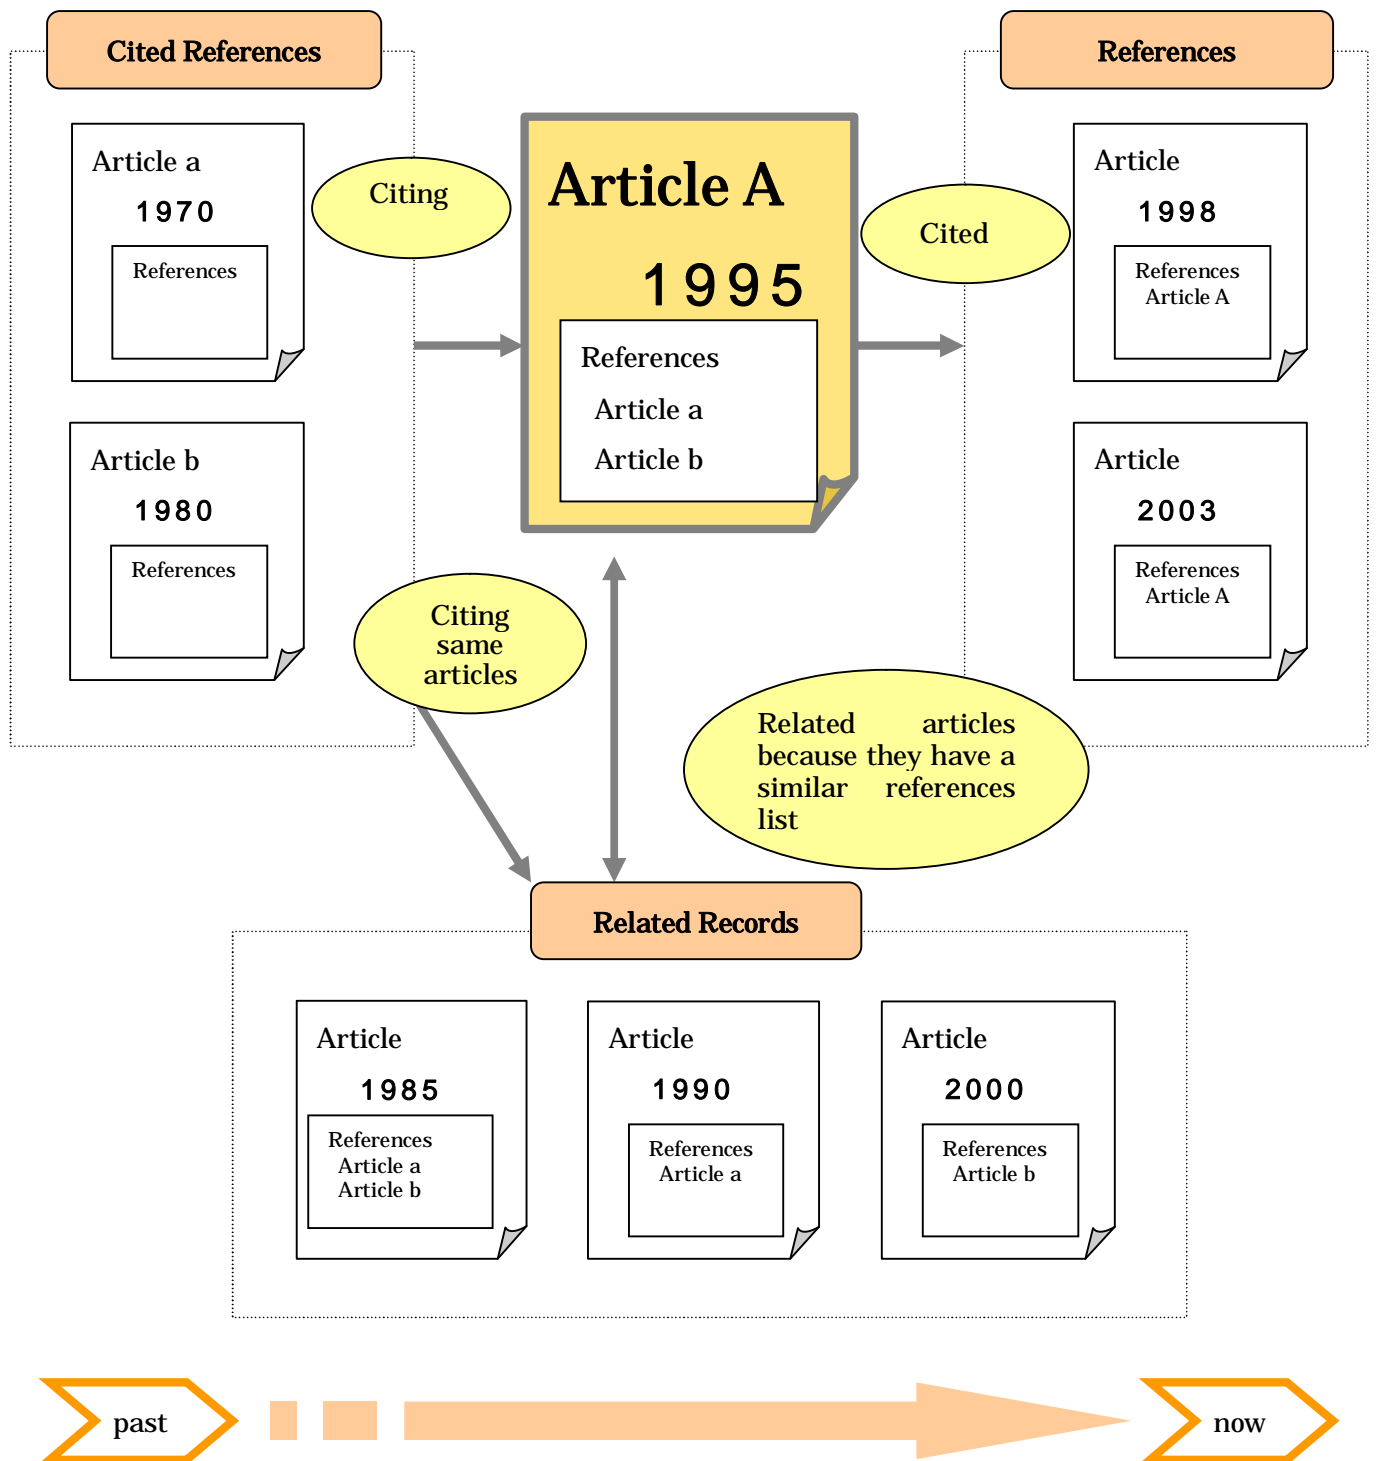 Cited References
References
Article a
1970
References
Article b
1980
References
Citing
Article A
1995
References
Article a
Article b
Cited
Article
1998
References
Article A
Article
2003
References
Article A
Citing
same
articles
Related articles
because they have a
similar references
list
Related Records
Article
1985
References
Article a
Article b
Article
1990
References
Article a
Article
2000
References
Article b
past
now